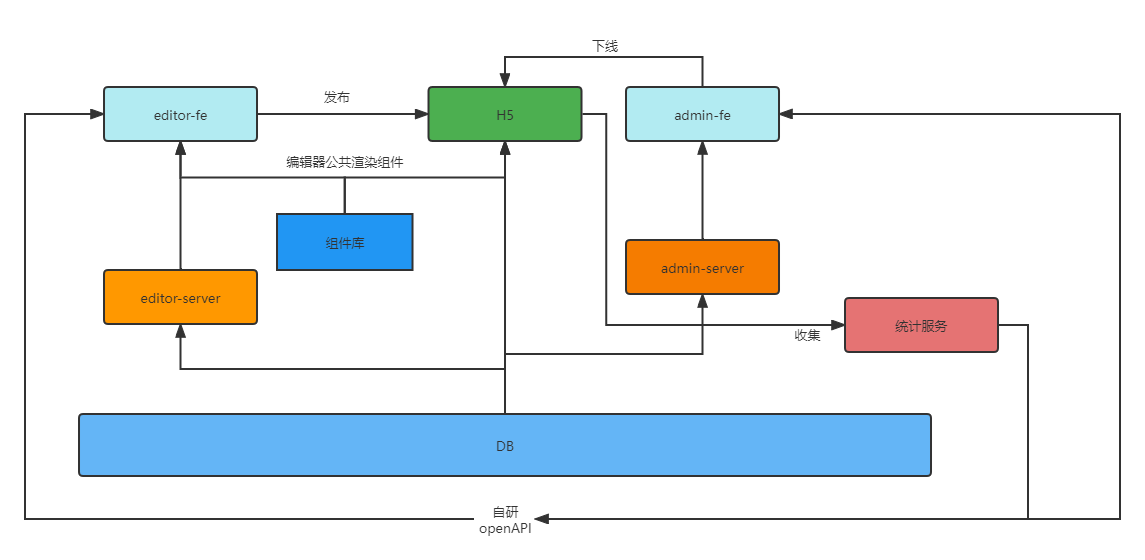 下线
发布
editor-fe
H5
admin-fe
编辑器公共渲染组件
组件库
admin-server
editor-server
统计服务
收集
DB
自研
openAPI